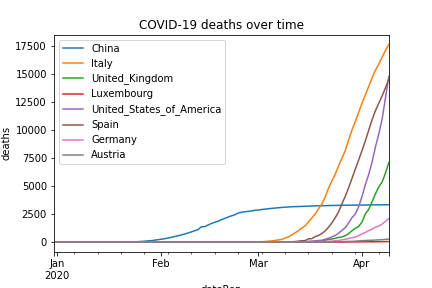 COVID-19 deaths over time
17500
15000
12500
10000
7500
5000
2500
0
deaths
China
Italy
United_Kingdom
Luxembourg
United_States_of_America
Spain
Germany
Austria
Jan
2020
Feb
Mar
Apr